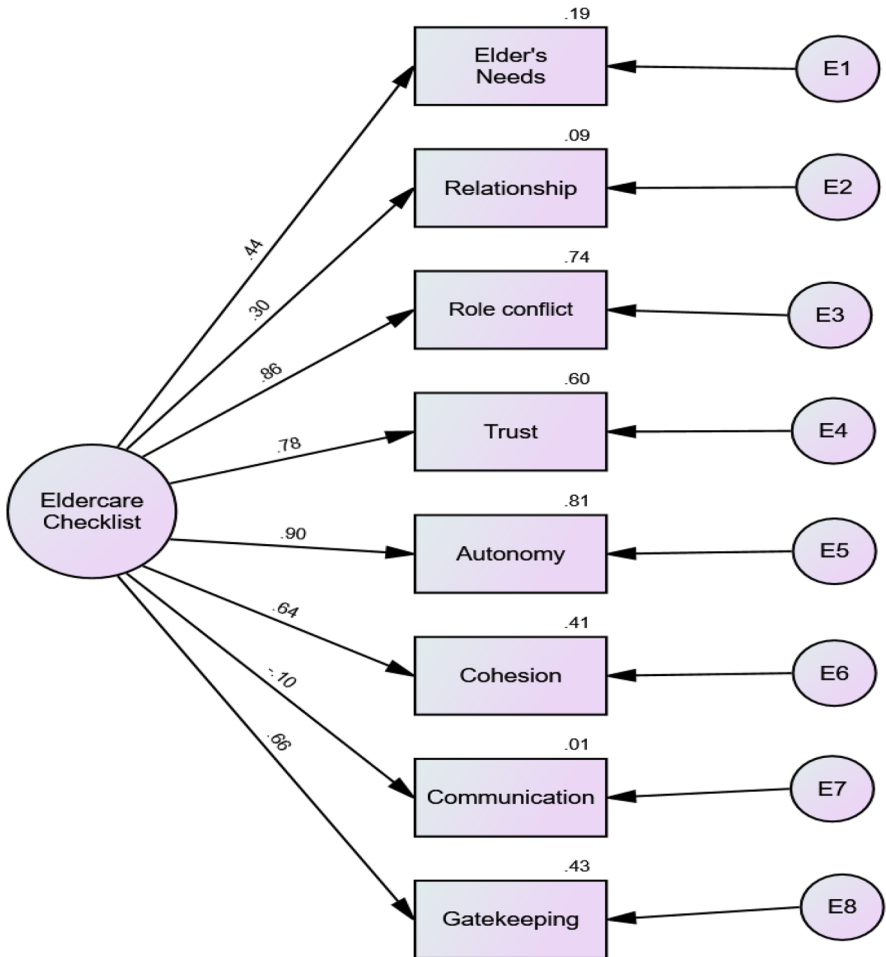 .19
Elder's
Needs
E1
.09
Relationship
E2
.44
.74
.30
Role conflict
E3
.86
.60
Trust
E4
.78
Eldercare
Checklist
.81
.90
Autonomy
E5
.41
.64
Cohesion
E6
-.10
.01
.66
Communication
E7
.43
Gatekeeping
E8